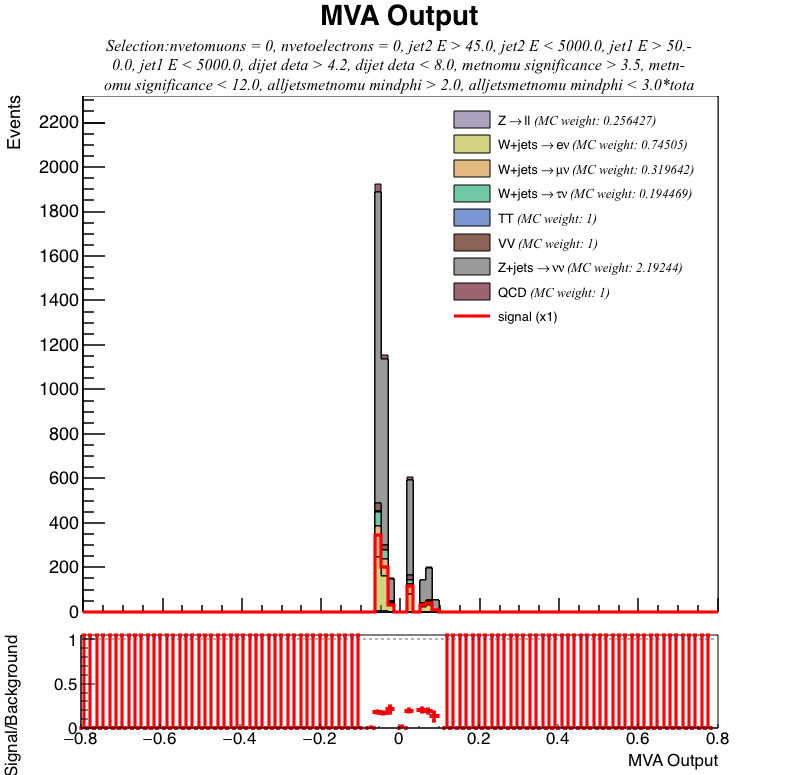 MVA Output
Selection:nvetomuons = 0, nvetoelectrons = 0, jet2 E > 45.0, jet2 E < 5000.0, jet1 E > 50.-
0.0, jet1 E < 5000.0, dijet deta > 4.2, dijet deta < 8.0, metnomu significance > 3.5, metn-
omu significance < 12.0, alljetsmetnomu mindphi > 2.0, alljetsmetnomu mindphi < 3.0*tota
Events
2200
2000
1800
1600
1400
1200
1000
800
600
400
200
0
Z→ll (MC weight: 0.256427)
W+jets→eν (MC weight: 0.74505)
W+jets→μν (MC weight: 0.319642)
W+jets→τν (MC weight: 0.194469)
TT (MC weight: 1)
VV (MC weight: 1)
Z+jets→νν (MC weight: 2.19244)
QCD (MC weight: 1)
signal (x1)
Signal/Background
1
0.5
0
−0.8 −0.6 −0.4 −0.2 0 0.2 0.4 0.6 0.8
MVA Output